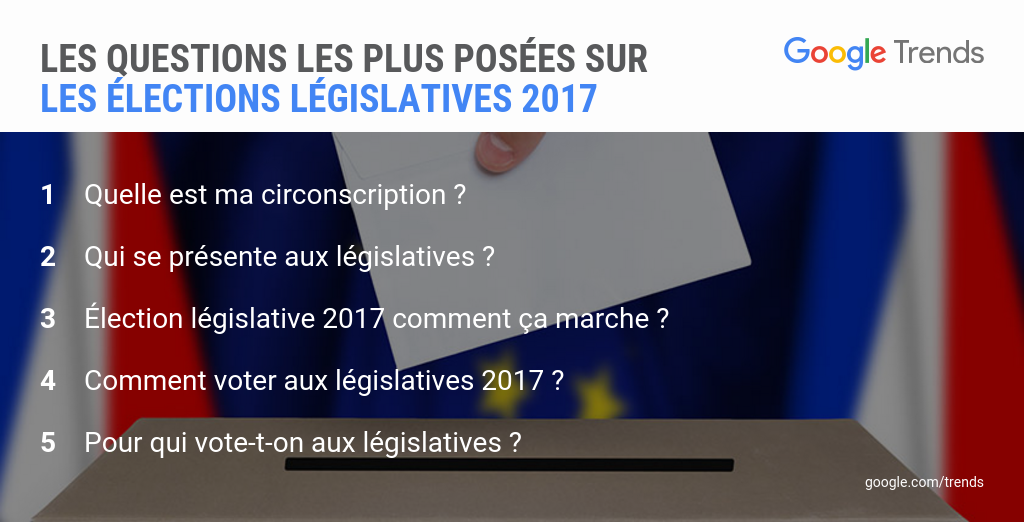 LES QUESTIONS LES PLUS POSÉES SUR
LES ÉLECTIONS LÉGISLATIVES 2017
Google Trends
1 Quelle est ma circonscription ?
2 Qui se présente aux législatives ?
3 Élection législative 2017 comment ça marche ?
4 Comment voter aux législatives 2017 ?
5 Pour qui vote-t-on aux législatives ?
google.com/trends